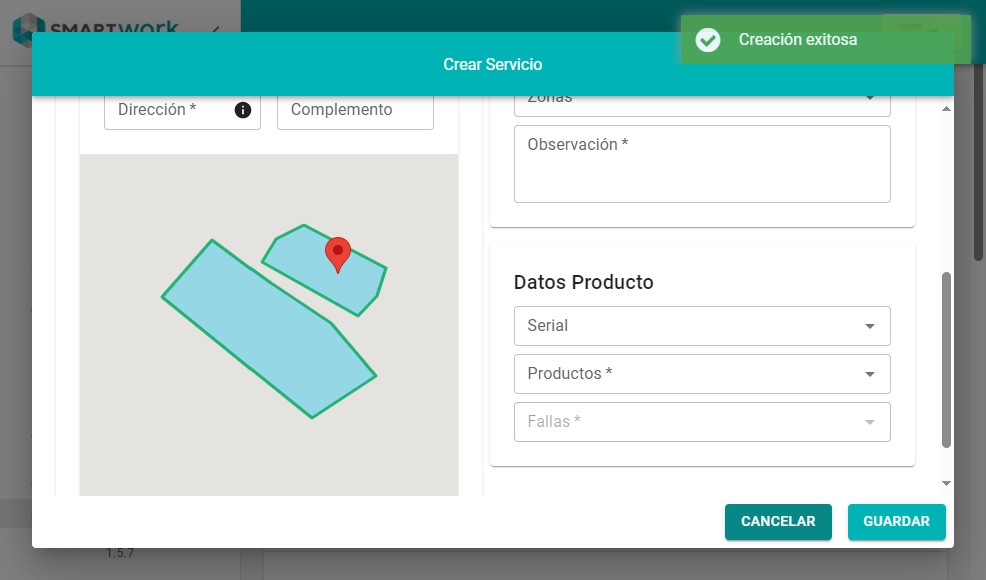 SMARTwork
Creación exitosa
Crear Servicio
Dirección *
Complemento
Zonas
Observación *
Datos Producto
Serial
Productos *
Fallas *
CANCELAR
GUARDAR
1.5.7